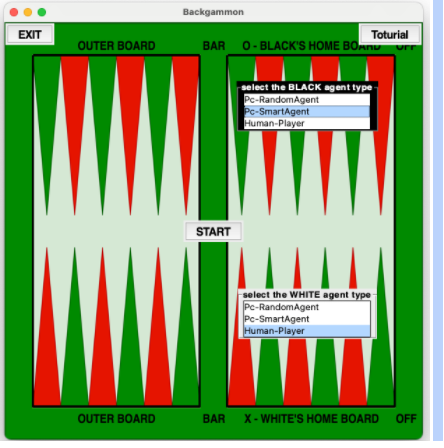 Backgammon
EXIT
Toturial
OUTER BOARD BAR O - BLACK'S HOME BOARD OFF
select the BLACK agent type
Pc-RandomAgent
Pc-SmartAgent
Human-Player
START
select the WHITE agent type
Pc-RandomAgent
Pc-SmartAgent
Human-Player
OUTER BOARD BAR X - WHITE'S HOME BOARD OFF